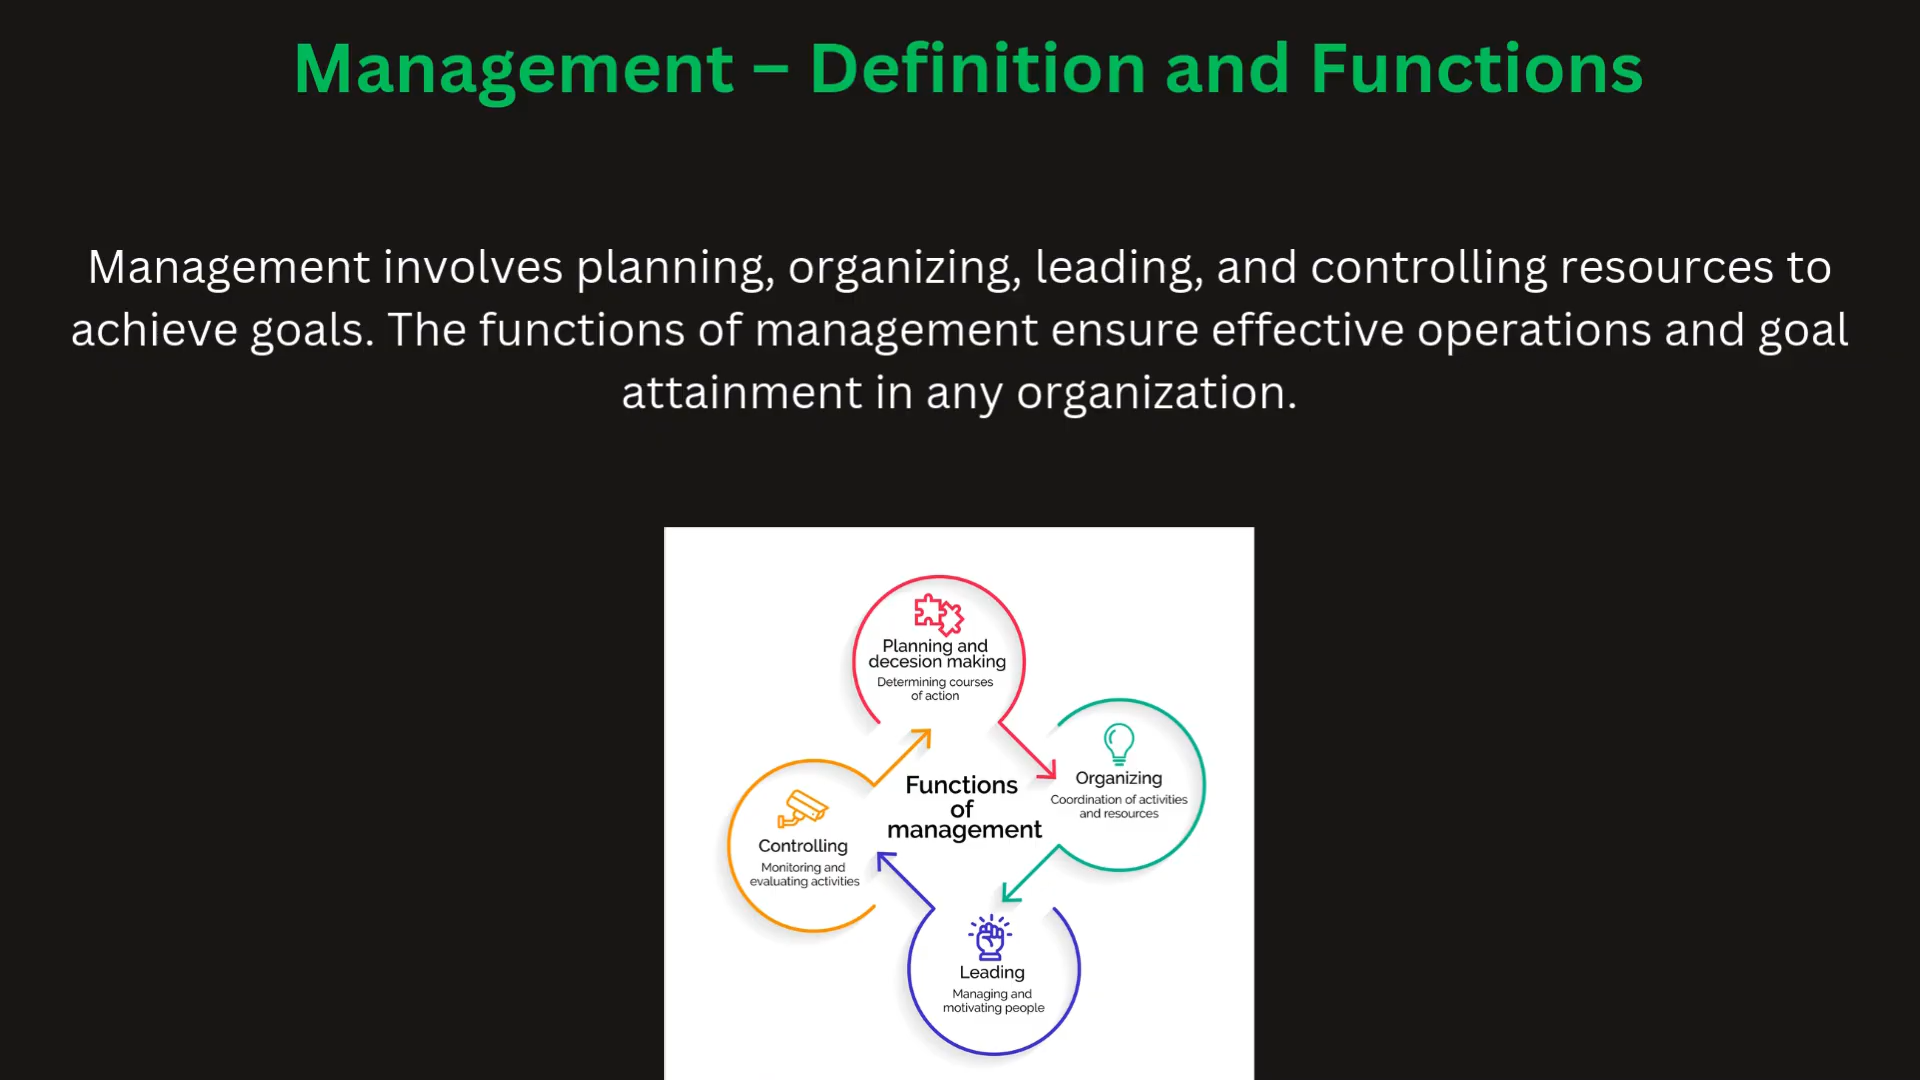 Management – Definition and Functions
Management involves planning, organizing, leading, and controlling resources to
achieve goals. The functions of management ensure effective operations and goal
attainment in any organization.
Planning and
decesion making
Determining courses
of action
Organizing
Coordination of activities
and resources
Functions
of
management
Controlling
Monitoring and
evaluating activities
Leading
Managing and
motivating people